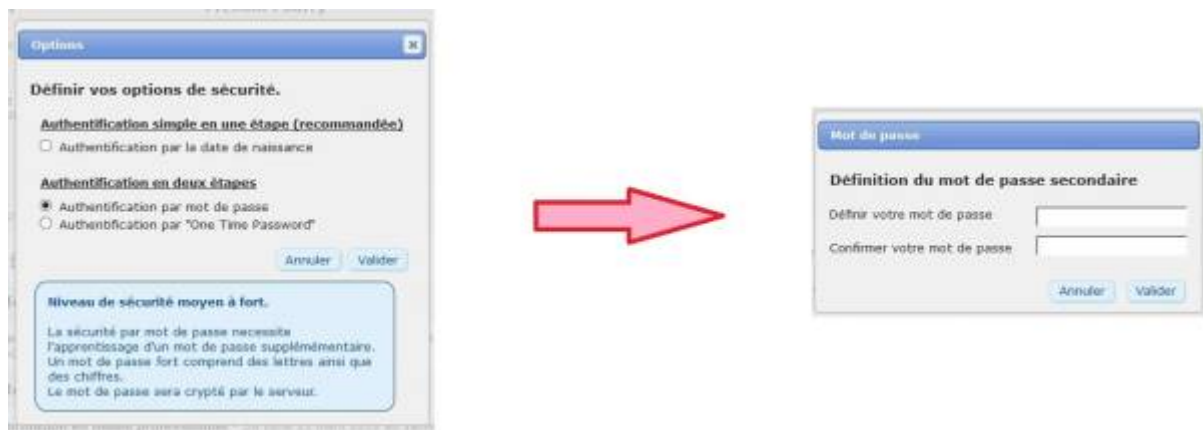 Options
Définir vos options de sécurité.
Authentification simple en une étape (recommandée)
Authentification par la date de naissance
Authentification en deux étapes
Authentification par mot de passe
Authentification par "One Time Password"
Annuler Valider
Niveau de sécurité moyen à fort.
La sécurité par mot de passe necessite
l'apprentissage d'un mot de passe supplémémentaire.
Un mot de passe fort comprend des lettres ainsi que
des chiffres.
Le mot de passe sera crypté par le serveur.
Mot de passe
Définition du mot de passe secondaire
Définir votre mot de passe
Confirmer votre mot de passe
Annuler Valider